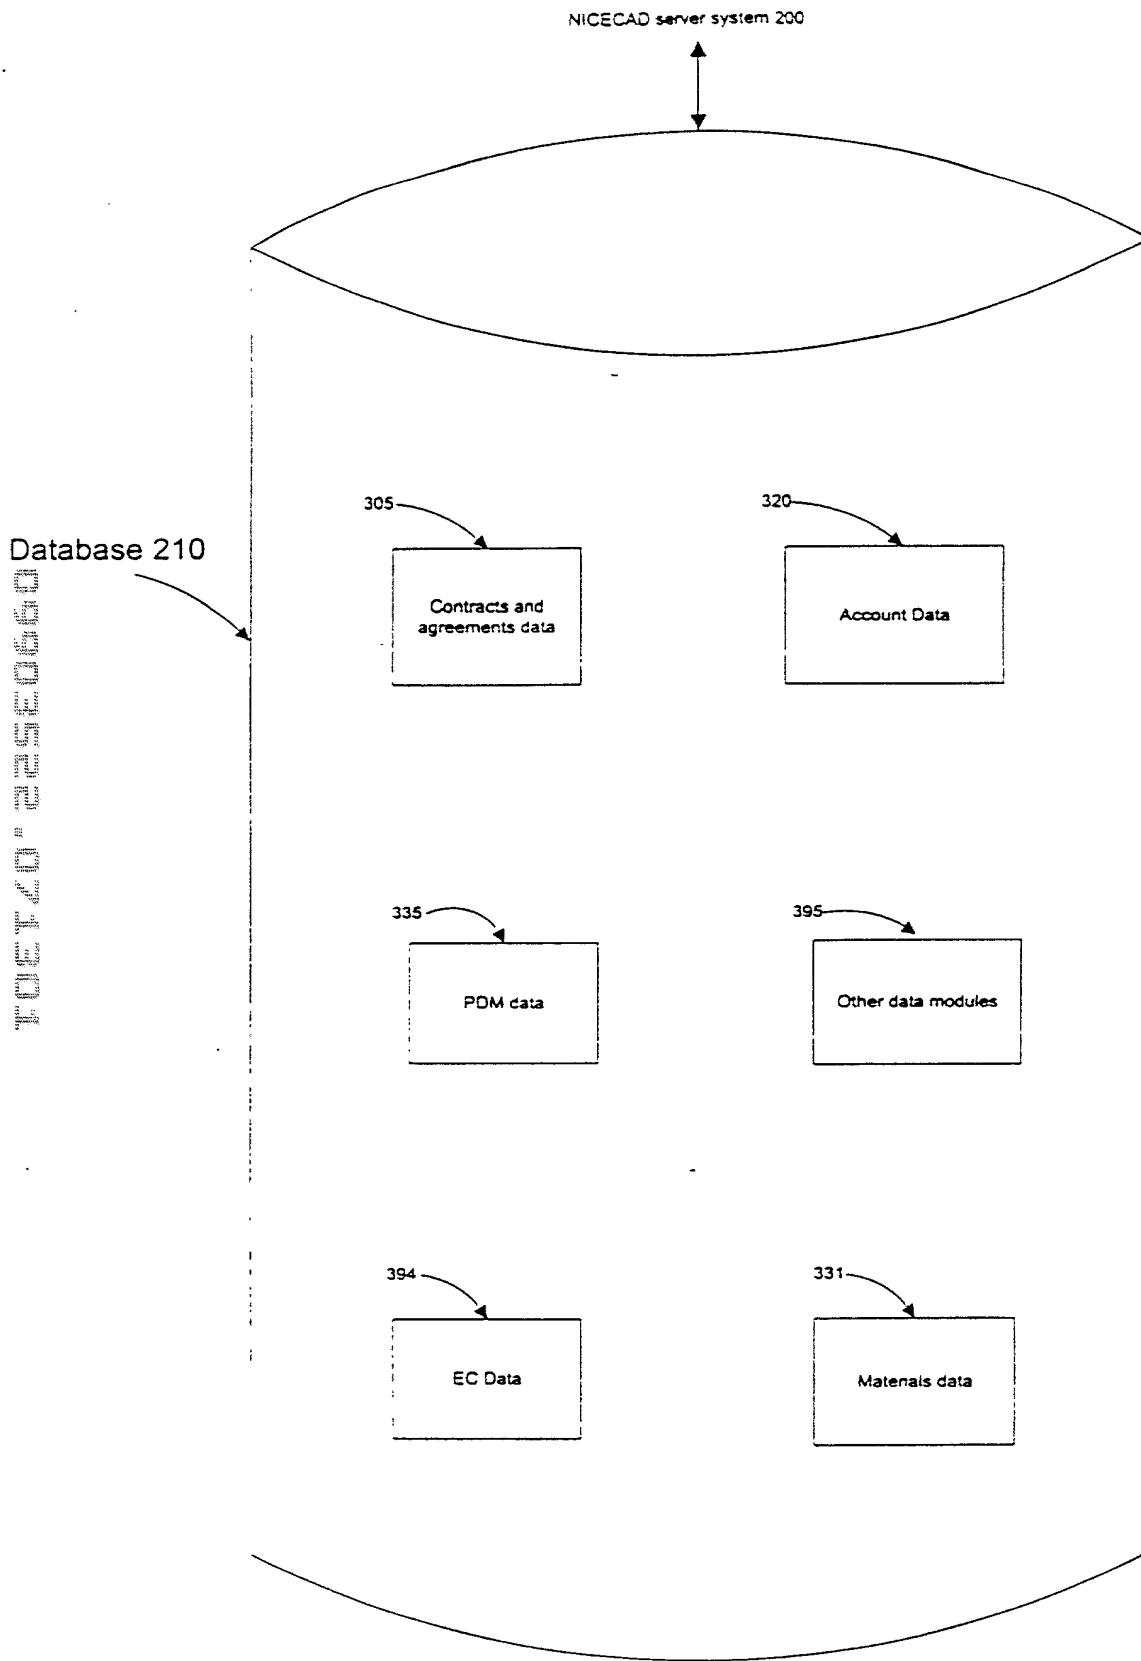 NICECAD server system 200
305
320
Database 210
Contracts and
agreements data
Account Data
335
395
PDM data
Other data modules
394
331
EC Data
Materials data